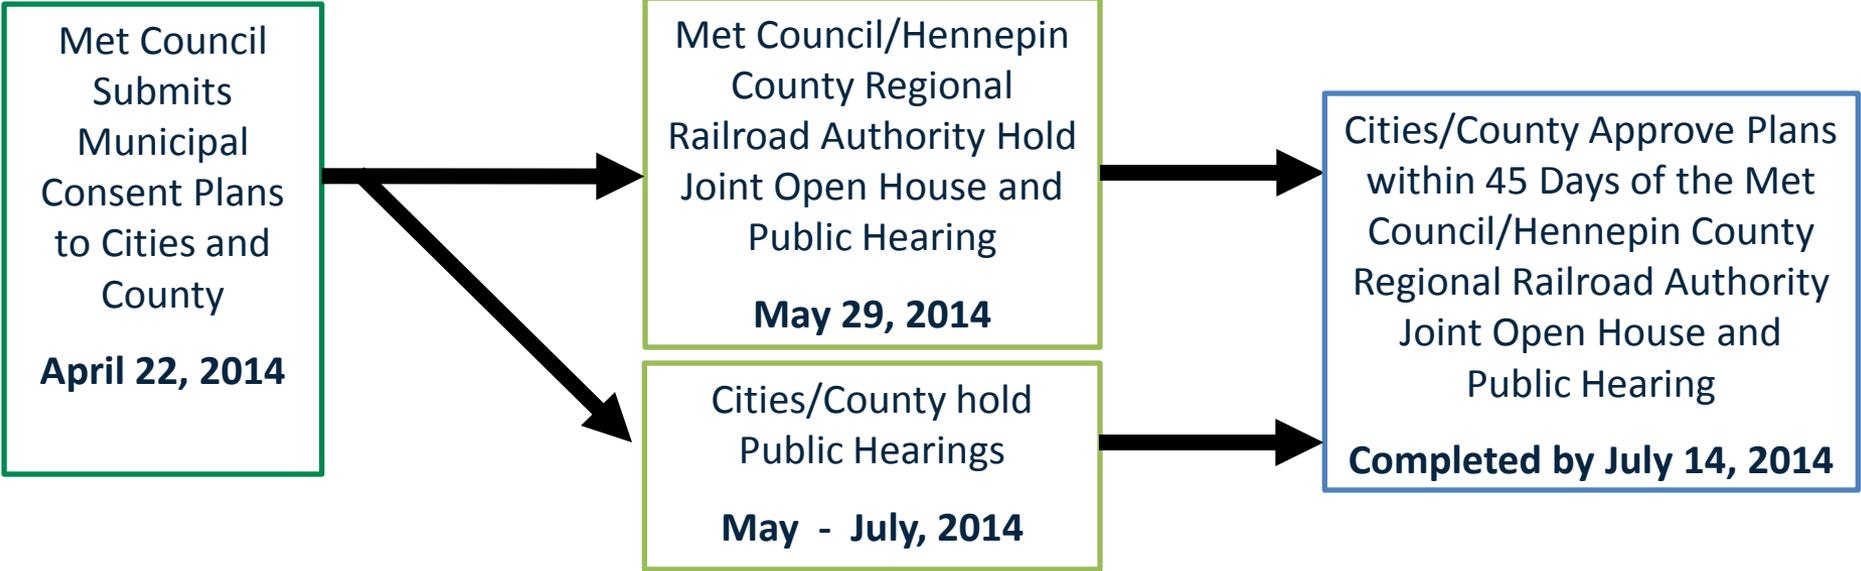 Met Council
Submits
Municipal
Consent Plans
to Cities and
County
April 22, 2014
Met Council/Hennepin
County Regional
Railroad Authority Hold
Joint Open House and
Public Hearing
May 29, 2014
Cities/County hold
Public Hearings
May - July, 2014
Cities/County Approve Plans
within 45 Days of the Met
Council/Hennepin County
Regional Railroad Authority
Joint Open House and
Public Hearing
Completed by July 14, 2014